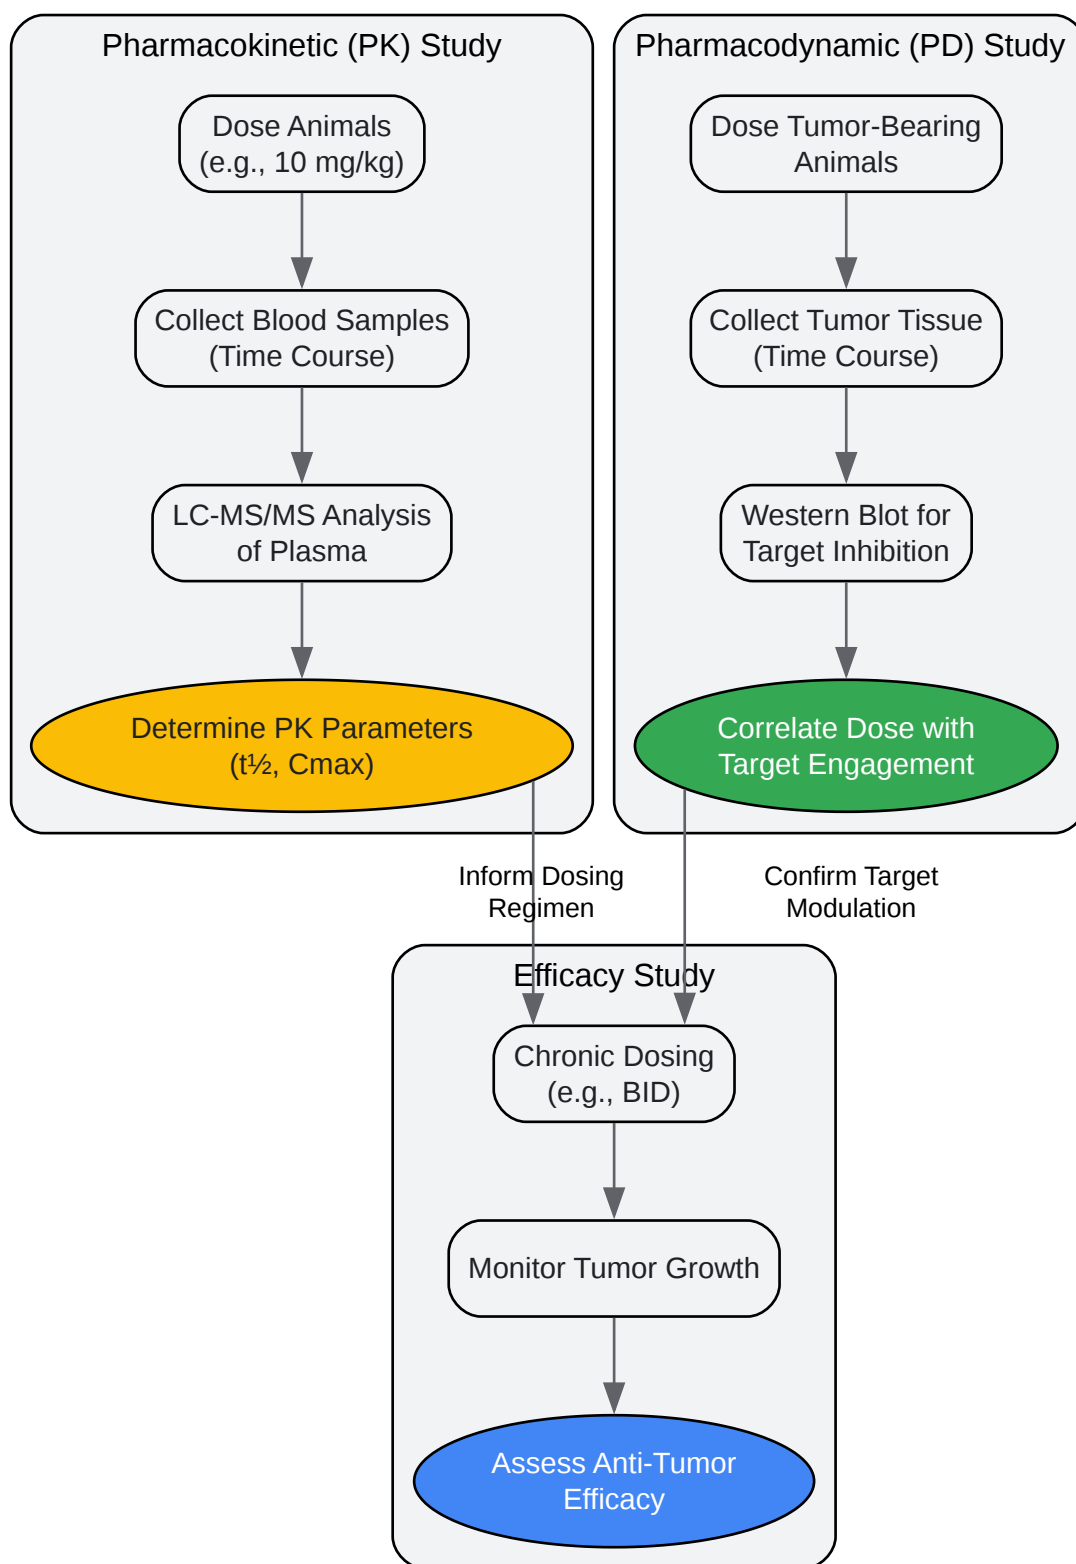 Pharmacokinetic (PK) Study
Dose Animals
(e.g., 10 mg/kg)
Collect Blood Samples
(Time Course)
LC-MS/MS Analysis
of Plasma
Determine PK Parameters
(t½, Cmax)
Pharmacodynamic (PD) Study
Dose Tumor-Bearing
Animals
Collect Tumor Tissue
(Time Course)
Western Blot for
Target Inhibition
Correlate Dose with
Target Engagement
Inform Dosing
Regimen
Confirm Target
Modulation
Efficacy Study
Chronic Dosing
(e.g., BID)
Monitor Tumor Growth
Assess Anti-Tumor
Efficacy